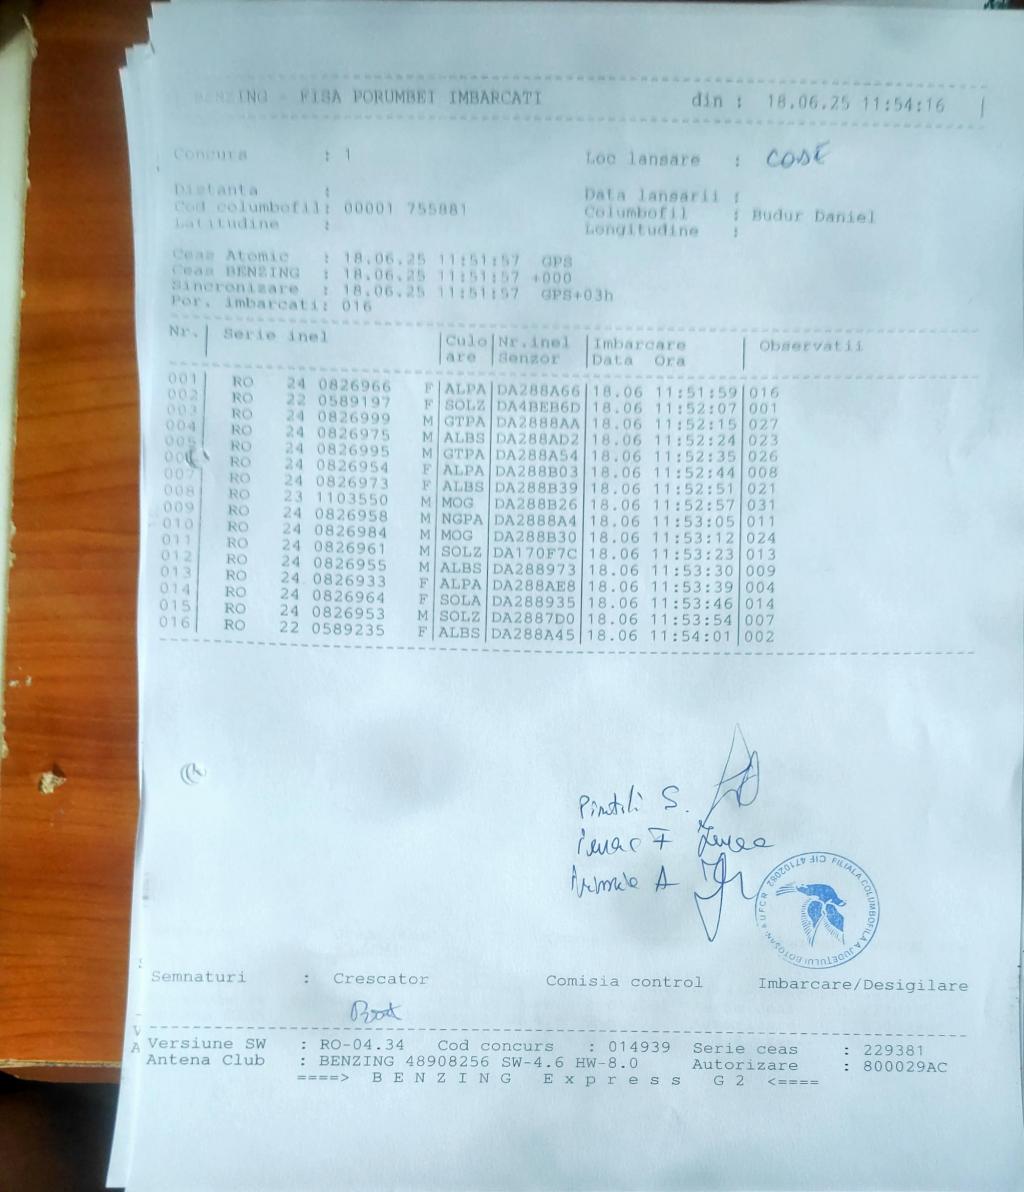 BENZING - FISA PORUMBEI IMBARCATI din : 18.06.25 11:54:16
Concurs : 1 Loc lansare : CODE
Distanta : Data lansarii :
Cod columbofil: 00001 755881 Columbofil : Budur Daniel
Latitudine : Longitudine :
Ceas Atomic : 18.06.25 11:51:57 GPS
Ceas BENZING : 18.06.25 11:51:57 +000
Sincronizare : 18.06.25 11:51:57 GPS+03h
Por. imbarcati: 016
Nr. Serie inel Culo Nr.inel Imbarcare Observatii
are Senzor Data Ora
001 RO 24 0826966 F ALPA DA288A66 18.06 11:51:59 016
002 RO 22 0589197 F SOLZ DA4BEB6D 18.06 11:52:07 001
003 RO 24 0826999 M GTPA DA2888AA 18.06 11:52:15 027
004 RO 24 0826975 M ALBS DA288AD2 18.06 11:52:24 023
005 RO 24 0826995 M GTPA DA288A54 18.06 11:52:35 026
006 RO 24 0826954 F ALPA DA288B03 18.06 11:52:44 008
007 RO 24 0826973 F ALBS DA288B39 18.06 11:52:51 021
008 RO 23 1103550 M MOG DA288B26 18.06 11:52:57 031
009 RO 24 0826958 M NGPA DA2888A4 18.06 11:53:05 011
010 RO 24 0826984 M MOG DA288B30 18.06 11:53:12 024
011 RO 24 0826961 M SOLZ DA170F7C 18.06 11:53:23 013
012 RO 24 0826955 M ALBS DA288973 18.06 11:53:30 009
013 RO 24 0826933 F ALPA DA288AE8 18.06 11:53:39 004
014 RO 24 0826964 F SOLA DA288935 18.06 11:53:46 014
015 RO 24 0826953 M SOLZ DA2887D0 18.06 11:53:54 007
016 RO 22 0589235 F ALBS DA288A45 18.06 11:54:01 002
S.
F
A
U.F.C.R. FILIALA COLUMBOFILA A JUDETULUI BOTOSANI CIF 47102082
Semnaturi : Crescator Comisia control Imbarcare/Desigilare
Versiune SW : RO-04.34 Cod concurs : 014939 Serie ceas : 229381
Antena Club : BENZING 48908256 SW-4.6 HW-8.0 Autorizare : 800029AC
====> B E N Z I N G E x p r e s s G 2 <====